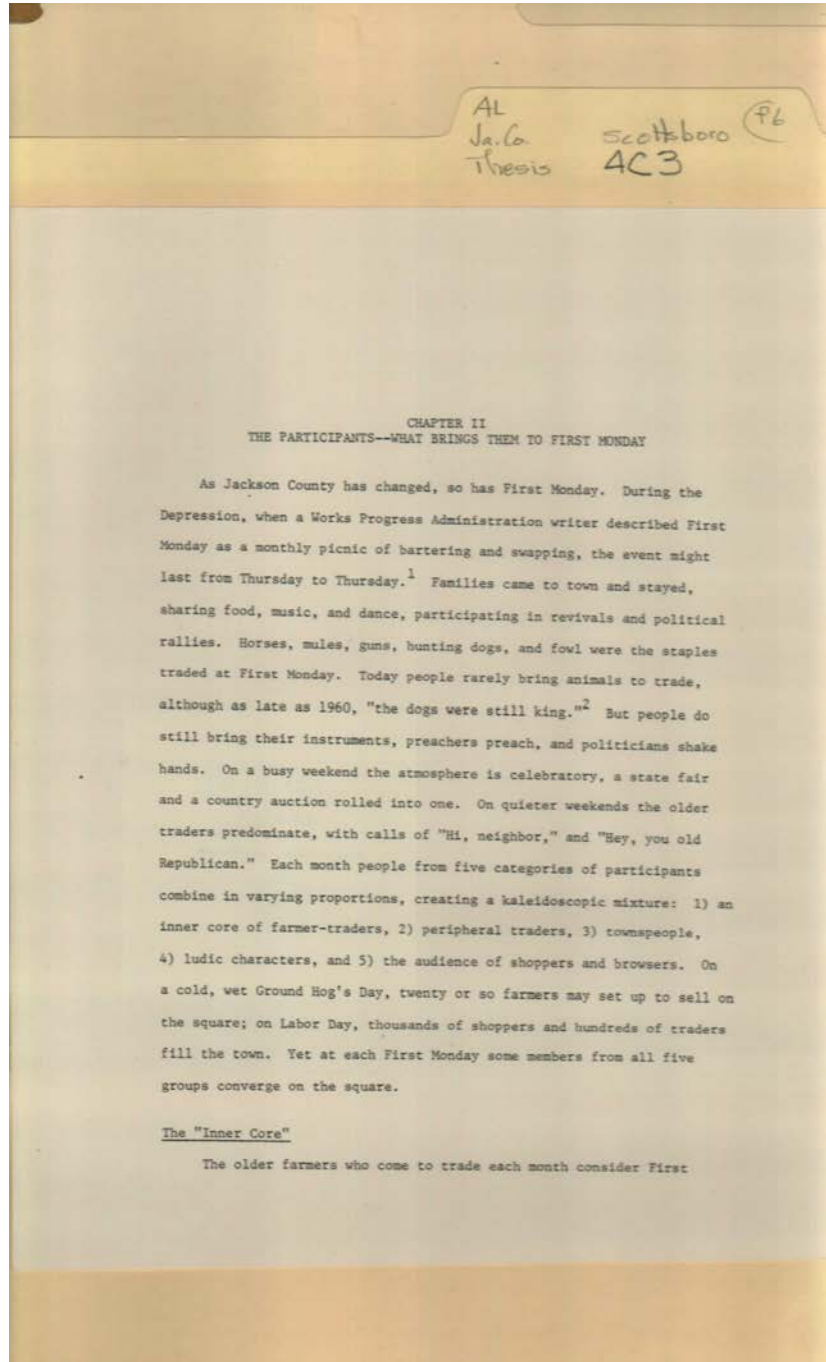 AL
Ja. Co. Scottsboro P6
Thesis 4C3
CHAPTER II
THE PARTICIPANTS--WHAT BRINGS THEM TO FIRST MONDAY
As Jackson County has changed, so has First Monday. During the
Depression, when a Works Progress Administration writer described First
Monday as a monthly picnic of bartering and swapping, the event might
last from Thursday to Thursday.1 Families came to town and stayed,
sharing food, music, and dance, participating in revivals and political
rallies. Horses, mules, guns, hunting dogs, and fowl were the staples
traded at First Monday. Today people rarely bring animals to trade,
although as late as 1960, "the dogs were still king."2 But people do
still bring their instruments, preachers preach, and politicians shake
hands. On a busy weekend the atmosphere is celebratory, a state fair
and a country auction rolled into one. On quieter weekends the older
traders predominate, with calls of "Hi, neighbor," and "Hey, you old
Republican." Each month people from five categories of participants
combine in varying proportions, creating a kaleidoscopic mixture: 1) an
inner core of farmer-traders, 2) peripheral traders, 3) townspeople,
4) ludic characters, and 5) the audience of shoppers and browsers. On
a cold, wet Ground Hog's Day, twenty or so farmers may set up to sell on
the square; on Labor Day, thousands of shoppers and hundreds of traders
fill the town. Yet at each First Monday some members from all five
groups converge on the square.
The "Inner Core"
The older farmers who come to trade each month consider First